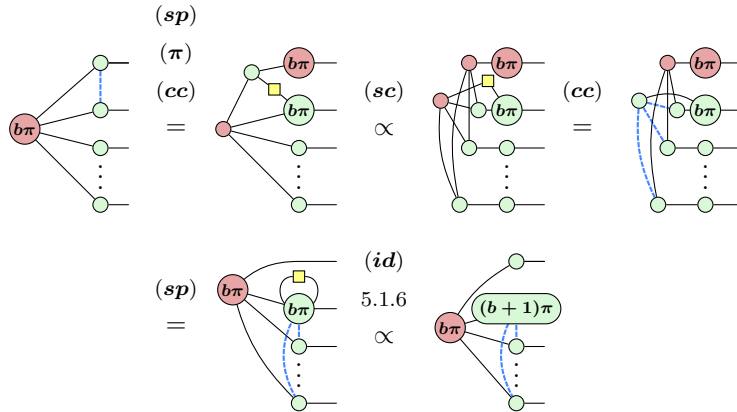 (sp)
(π)
(cc)
=
bπ
bπ
bπ
(sc)
∝
bπ
bπ
(cc)
=
bπ
bπ
(sp)
=
bπ
bπ
(id)
5.1.6
∝
bπ
(b + 1)π